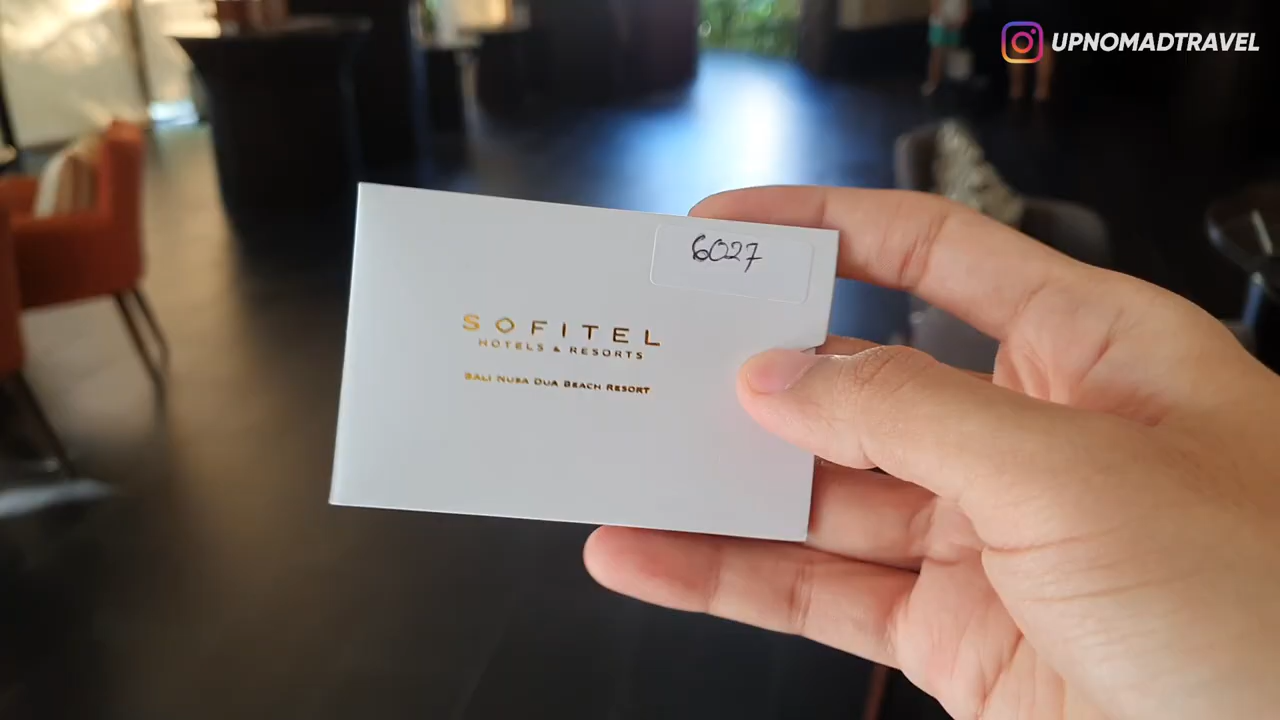 UPNOMADTRAVEL
6027
SOFITEL
HOTELS & RESORTS
BALI NUSA DUA BEACH RESORT